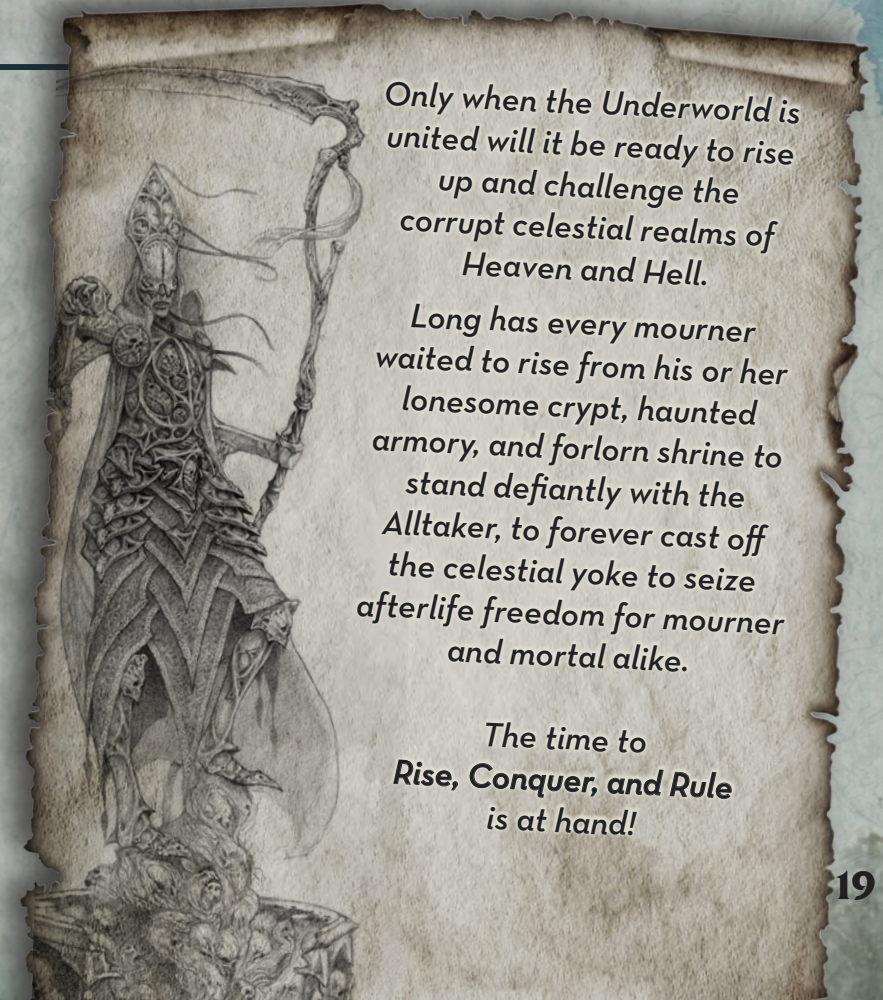 Only when the Underworld is
united will it be ready to rise
up and challenge the
corrupt celestial realms of
Heaven and Hell.
Long has every mourner
waited to rise from his or her
lonesome crypt, haunted
armory, and forlorn shrine to
stand defiantly with the
Alltaker, to forever cast off
the celestial yoke to seize
afterlife freedom for mourner
and mortal alike.
The time to
Rise, Conquer, and Rule
is at hand!
19